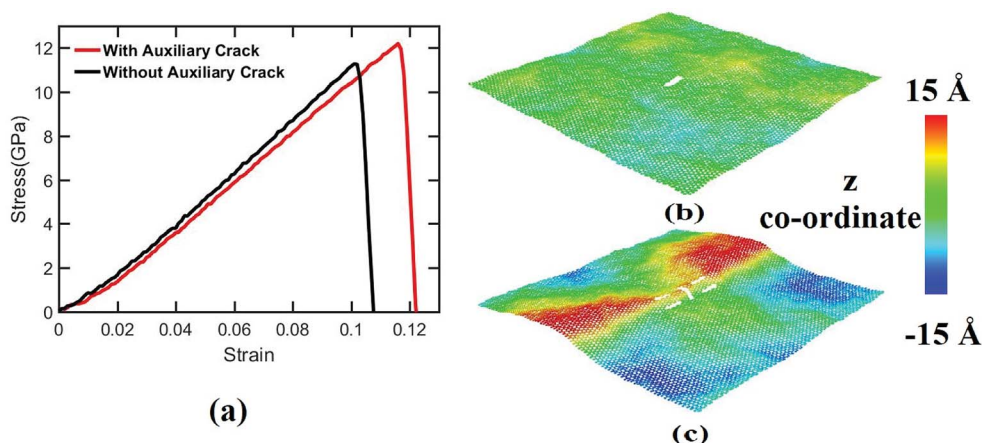 With Auxiliary Crack
Without Auxiliary Crack
12
10
8
6
4
2
0
Stress(GPa)
0 0.02 0.04 0.06 0.08 0.1 0.12
Strain
(a)
(b)
(c)
15 Å
z
co-ordinate
-15 Å